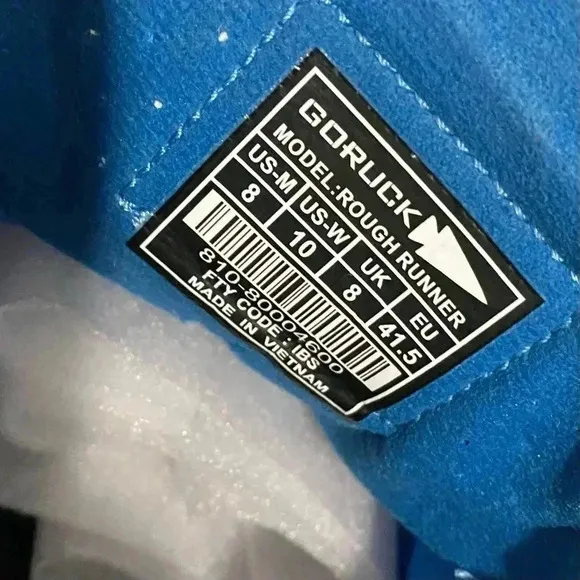 GORUCK
MODEL:ROUGH RUNNER
US-M US-W UK EU
8 10 8 41.5
810-80004600
FTY CODE : IBS
MADE IN VIETNAM